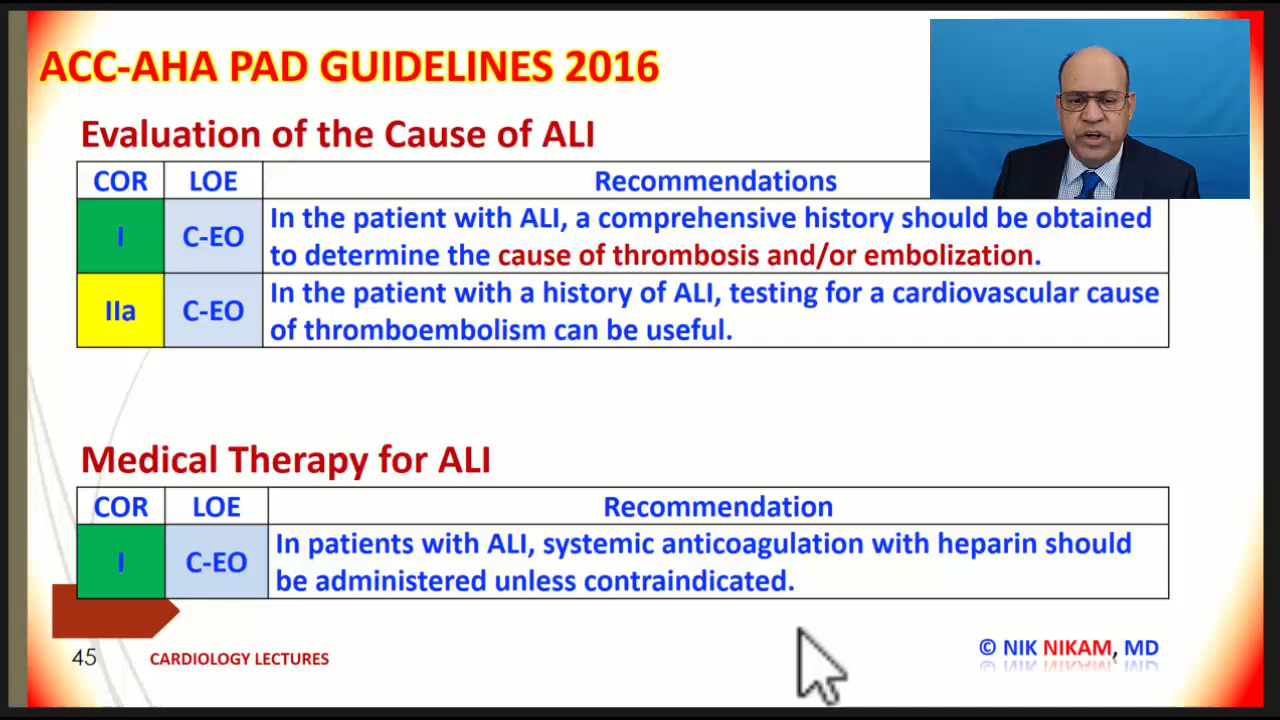 ACC-AHA PAD GUIDELINES 2016
Evaluation of the Cause of ALI
COR LOE Recommendations
I C-EO In the patient with ALI, a comprehensive history should be obtained
to determine the cause of thrombosis and/or embolization.
IIa C-EO In the patient with a history of ALI, testing for a cardiovascular cause
of thromboembolism can be useful.
Medical Therapy for ALI
COR LOE Recommendation
I C-EO In patients with ALI, systemic anticoagulation with heparin should
be administered unless contraindicated.
45 CARDIOLOGY LECTURES © NIK NIKAM, MD